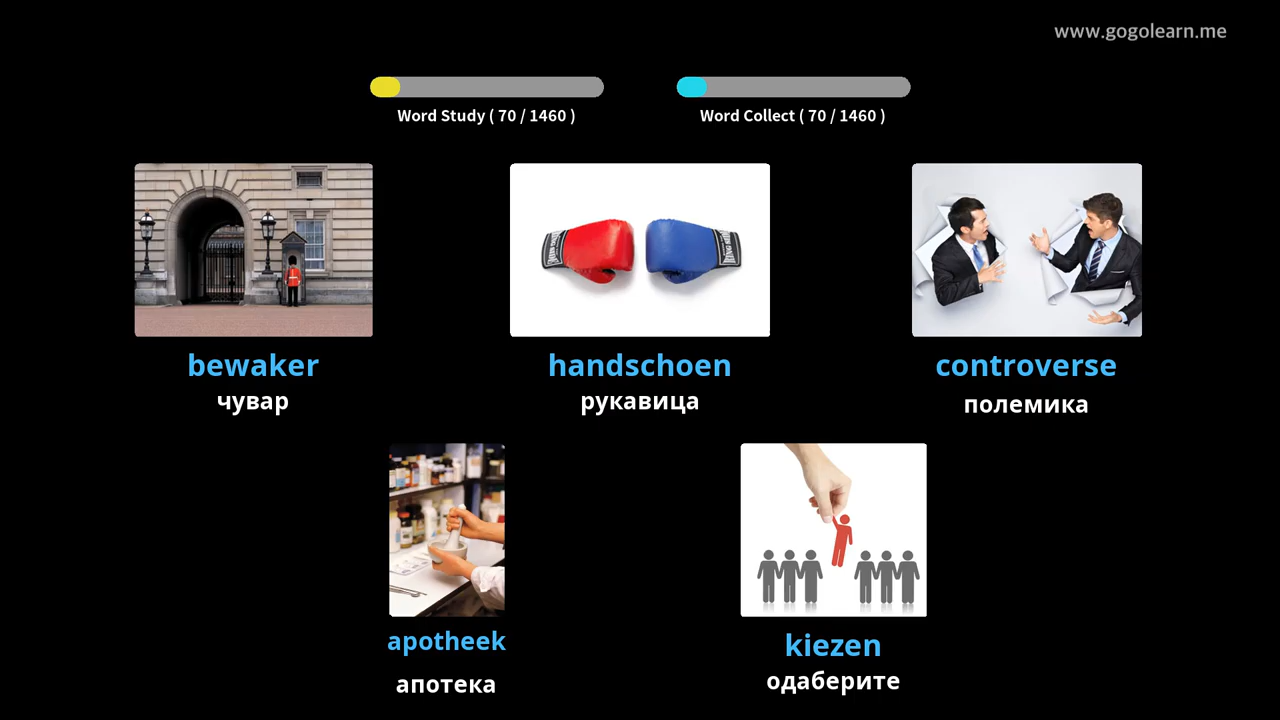 www.gogolearn.me
Word Study ( 70 / 1460 )
Word Collect ( 70 / 1460 )
bewaker
чувар
handschoen
рукавица
controverse
полемика
apotheek
апотека
kiezen
одаберите